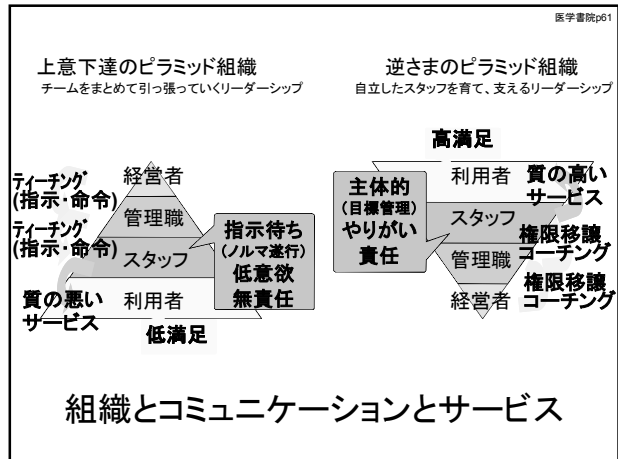 医学書院p61
上意下達のピラミッド組織
チームをまとめて引っ張っていくリーダーシップ
経営者
管理職
スタッフ
利用者
ティーチング
(指示・命令)
ティーチング
(指示・命令)
質の悪い
サービス
指示待ち
(ノルマ遂行)
低意欲
無責任
低満足
逆さまのピラミッド組織
自立したスタッフを育て、支えるリーダーシップ
高満足
利用者
スタッフ
管理職
経営者
質の高い
サービス
主体的
(目標管理)
やりがい
責任
権限移譲
コーチング
権限移譲
コーチング
組織とコミュニケーションとサービス